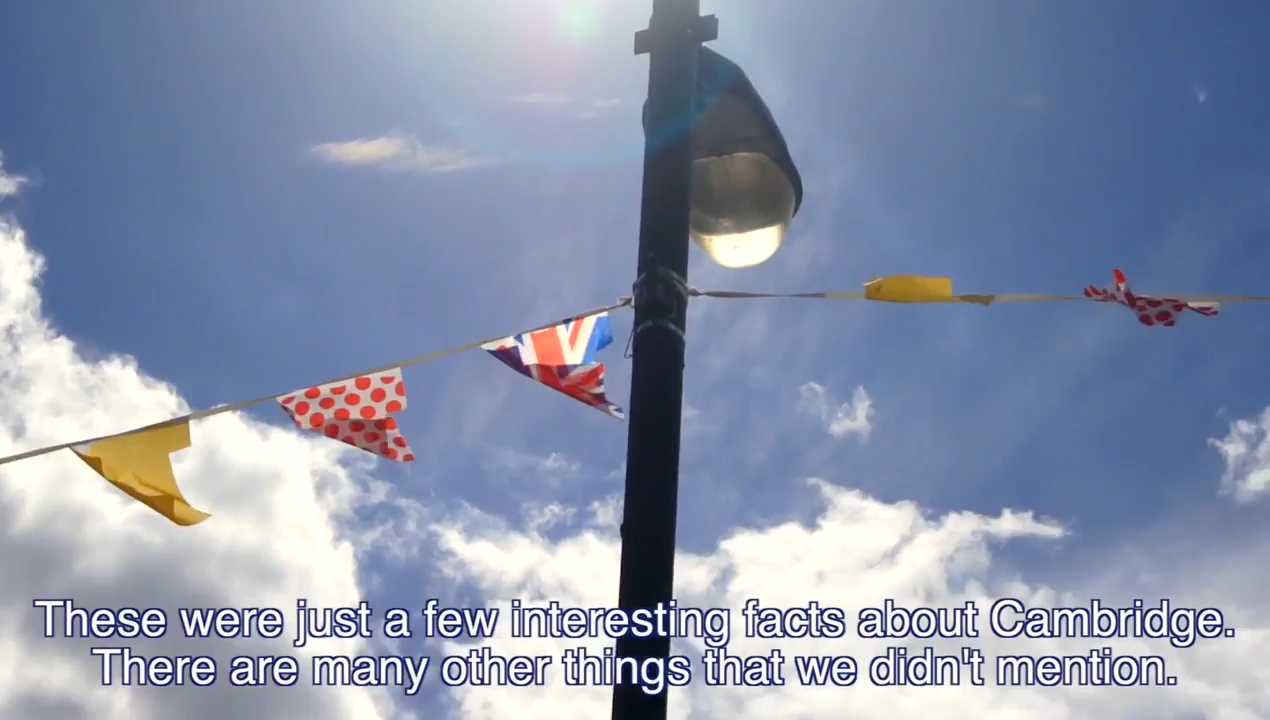 These were just a few interesting facts about Cambridge.
There are many other things that we didn't mention.